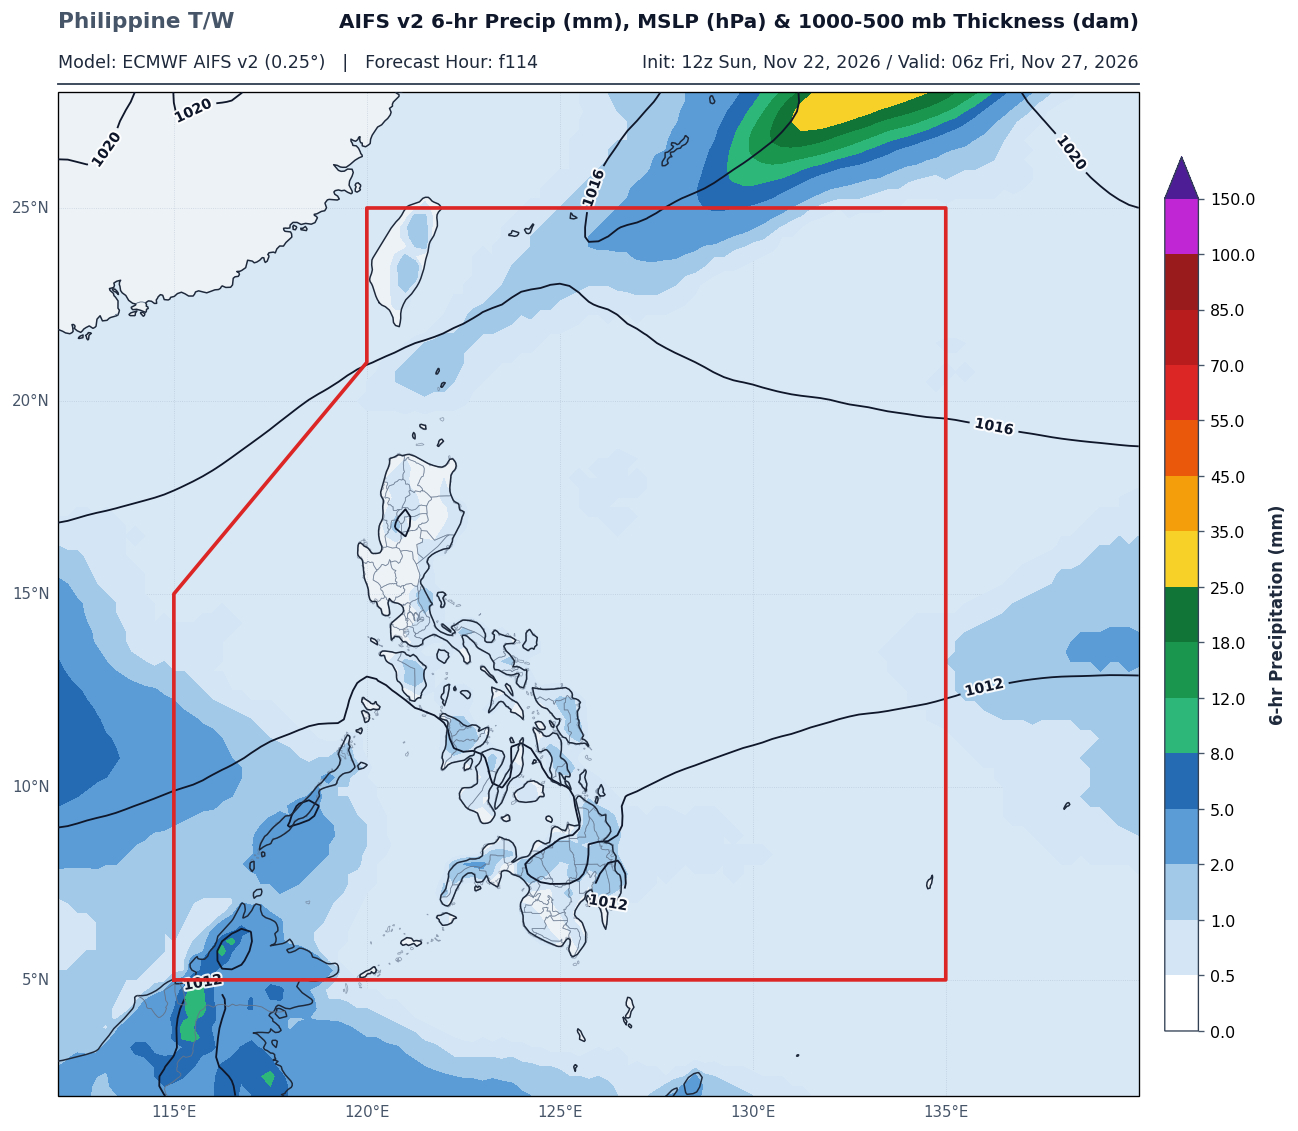 Philippine T/W
AIFS v2 6-hr Precip (mm), MSLP (hPa) & 1000-500 mb Thickness (dam)
Model: ECMWF AIFS v2 (0.25°)   |   Forecast Hour: f114
Init: 12z Sun, Nov 22, 2026 / Valid: 06z Fri, Nov 27, 2026
1020
1020
1020
1016
1016
1012
1012
1012
25°N
20°N
15°N
10°N
5°N
115°E
120°E
125°E
130°E
135°E
150.0
100.0
85.0
70.0
55.0
45.0
35.0
25.0
18.0
12.0
8.0
5.0
2.0
1.0
0.5
0.0
6-hr Precipitation (mm)